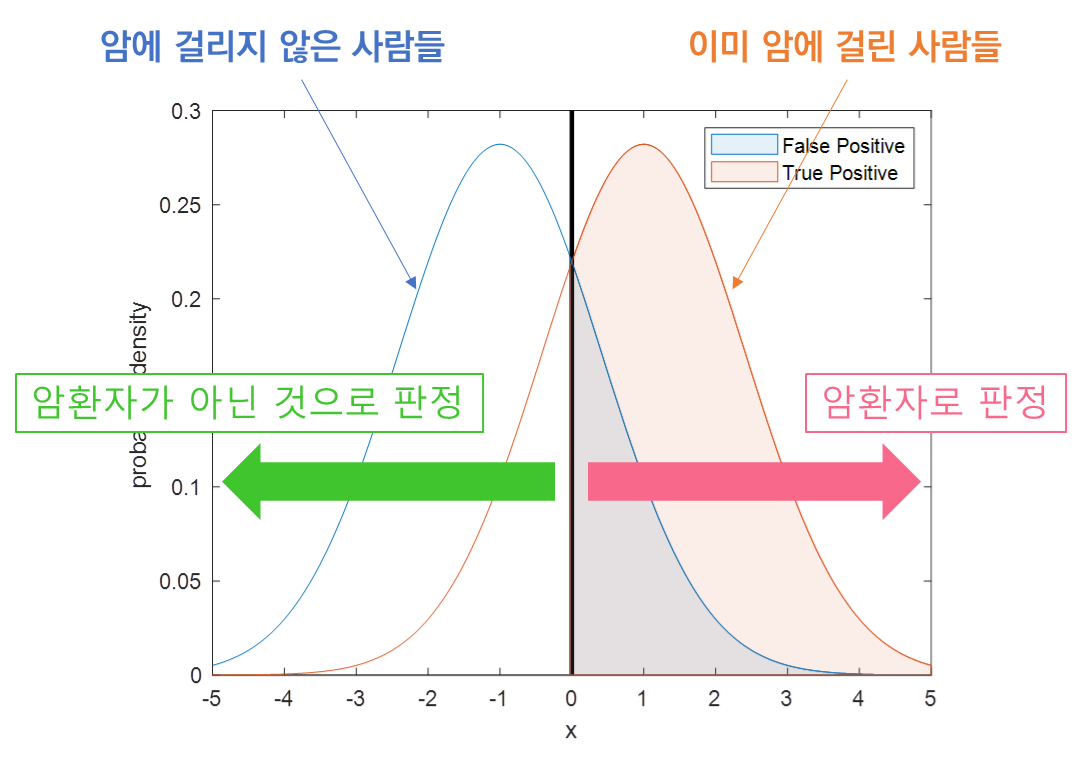 암에 걸리지 않은 사람들
이미 암에 걸린 사람들
False Positive
True Positive
0.3
0.25
0.2
0.1
0.05
0
density
암환자가 아닌 것으로 판정
암환자로 판정
-5 -4 -3 -2 -1 0 1 2 3 4 5
x